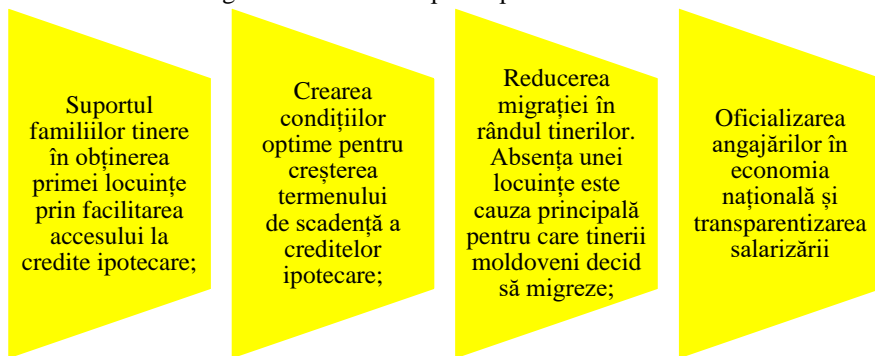 Suportul
familiilor tinere
în obținerea
primei locuințe
prin facilitarea
accesului la
credite ipotecare;
Crearea
condițiilor
optime pentru
creșterea
termenului
de scadență a
creditelor
ipotecare;
Reducerea
migrației în
rândul tinerilor.
Absența unei
locuințe este
cauza principală
pentru care tinerii
moldoveni decid
să migreze;
Oficializarea
angajărilor în
economia
națională și
transparentizarea
salarizării